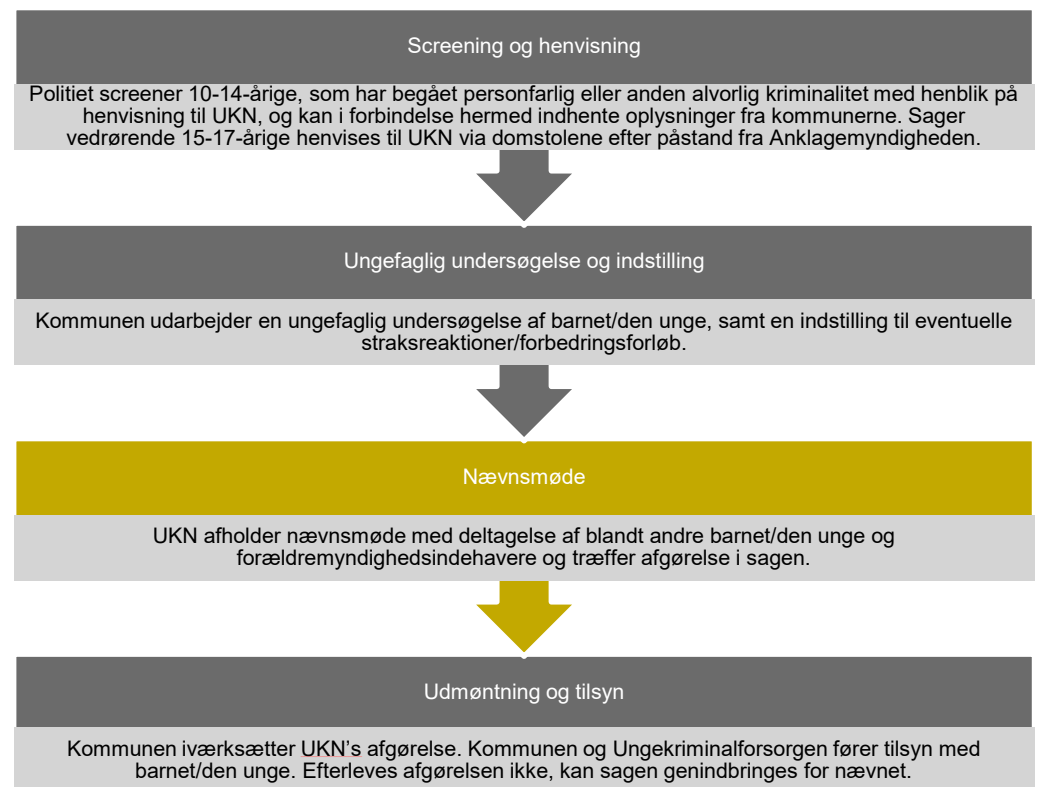 Screening og henvisning
Politiet screener 10-14-årige, som har begået personfarlig eller anden alvorlig kriminalitet med henblik på
henvisning til UKN, og kan i forbindelse hermed indhente oplysninger fra kommunerne. Sager
vedrørende 15-17-årige henvises til UKN via domstolene efter påstand fra Anklagemyndigheden.
Ungefaglig undersøgelse og indstilling
Kommunen udarbejder en ungefaglig undersøgelse af barnet/den unge, samt en indstilling til eventuelle
straksreaktioner/forbedringsforløb.
Nævnsmøde
UKN afholder nævnsmøde med deltagelse af blandt andre barnet/den unge og
forældremyndighedsindehavere og træffer afgørelse i sagen.
Udmøntning og tilsyn
Kommunen iværksætter UKN's afgørelse. Kommunen og Ungekriminalforsorgen fører tilsyn med
barnet/den unge. Efterleves afgørelsen ikke, kan sagen genindbringes for nævnet.